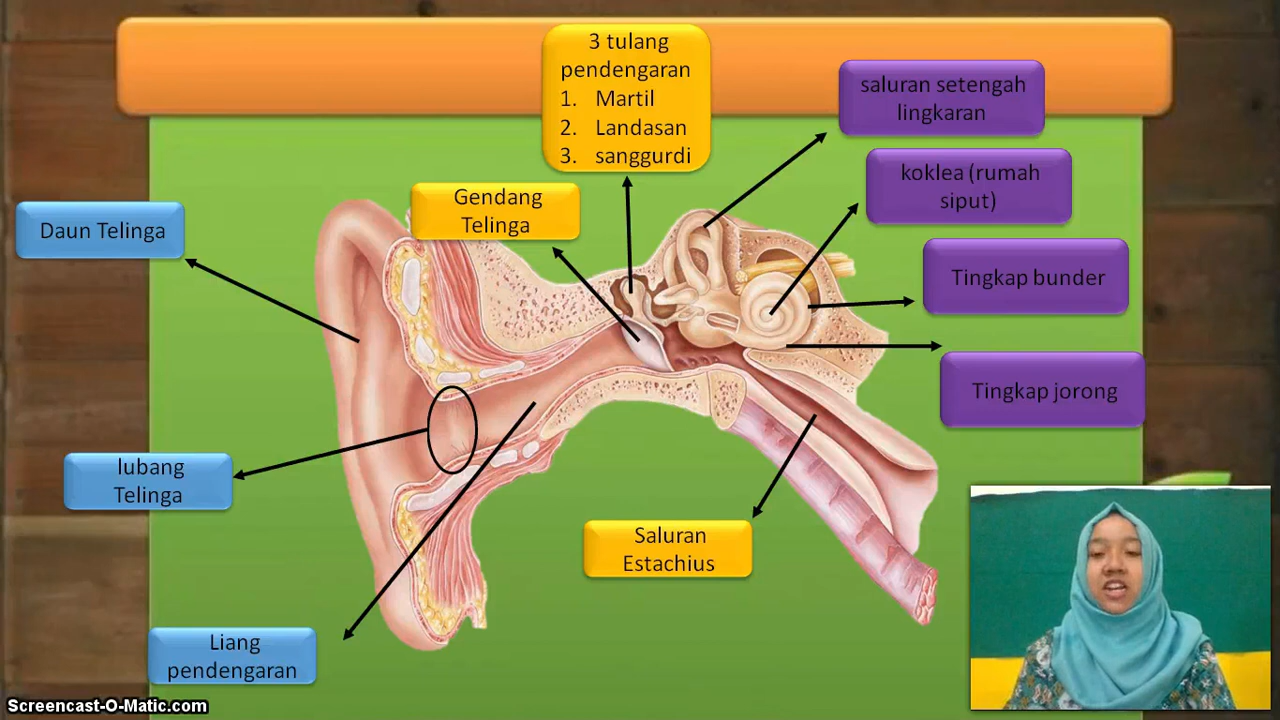 3 tulang
pendengaran
1. Martil
2. Landasan
3. sanggurdi
saluran setengah
lingkaran
koklea (rumah
siput)
Gendang
Telinga
Daun Telinga
Tingkap bunder
Tingkap jorong
lubang
Telinga
Saluran
Estachius
Liang
pendengaran
Screencast-O-Matic.com